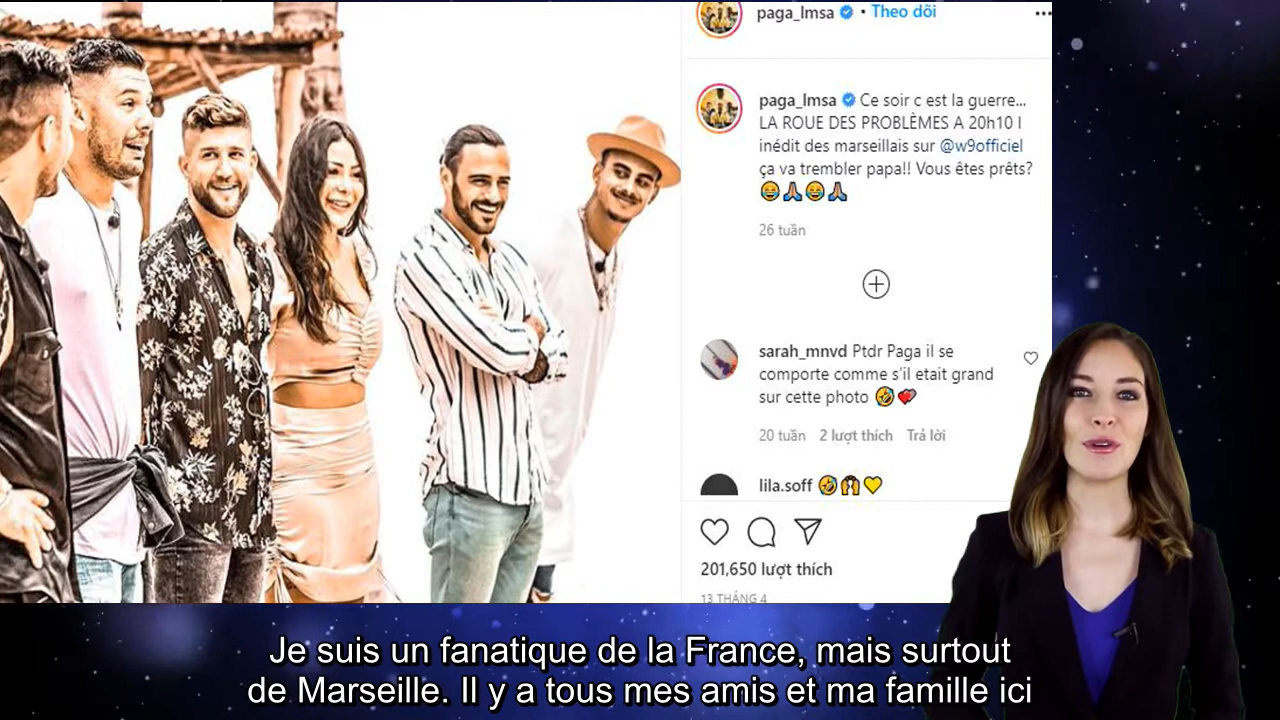 paga_lmsa • Theo dõi
paga_lmsa Ce soir c est la guerre...
LA ROUE DES PROBLÈMES A 20h10 I
inédit des marseillais sur @w9officiel
ça va trembler papa!! Vous êtes prêts?
😂🙏🏽😂🙏🏽
26 tuần
sarah_mnvd Ptdr Paga il se
comporte comme s'il etait grand
sur cette photo 🤣💕
20 tuần 2 lượt thích Trả lời
lila.soff 🤣🙌💛
201,650 lượt thích
13 THÁNG 4
Je suis un fanatique de la France, mais surtout
de Marseille. Il y a tous mes amis et ma famille ici